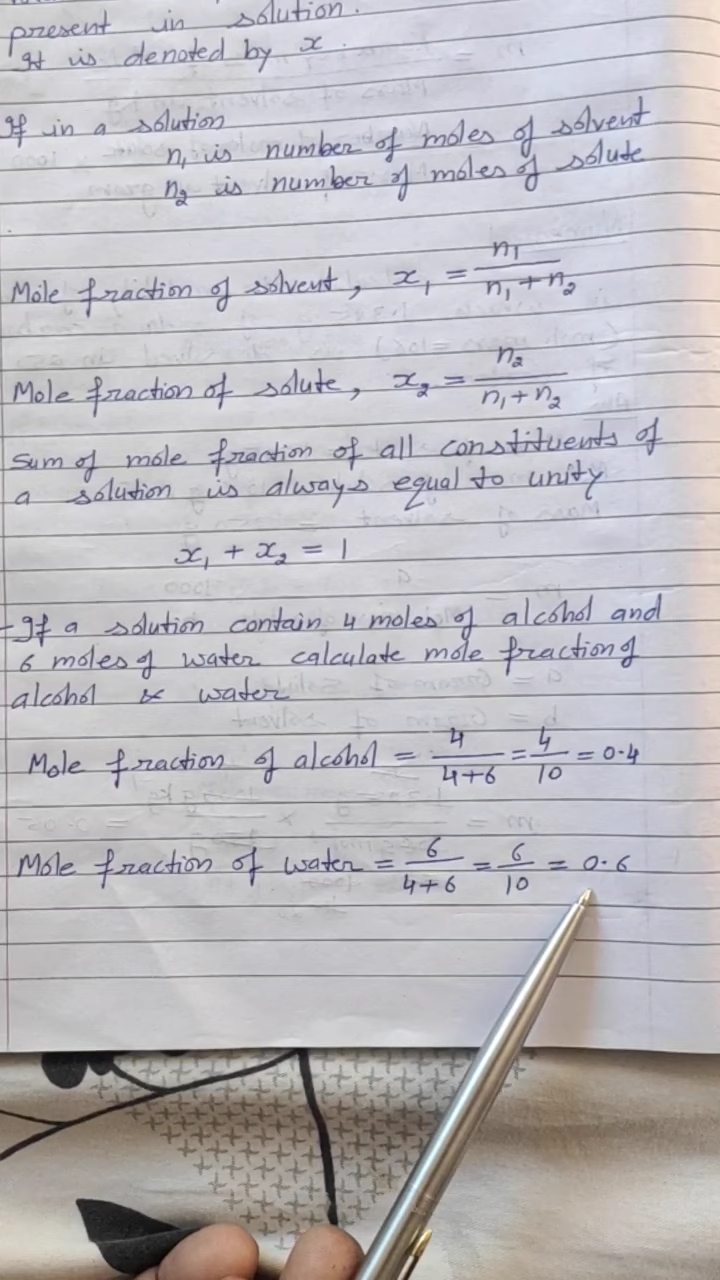 present in solution.
It is denoted by x.
If in a solution
n₁ is number of moles of solvent
n₂ is number of moles of solute
Mole fraction of solvent, x₁ = n₁ / n₁ + n₂
Mole fraction of solute, x₂ = n₂ / n₁ + n₂
Sum of mole fraction of all constituents of
a solution is always equal to unity
x₁ + x₂ = 1
- If a solution contain 4 moles of alcohol and
6 moles of water calculate mole fraction of
alcohol & water
Mole fraction of alcohol = 4 / 4+6 = 4 / 10 = 0.4
Mole fraction of water = 6 / 4+6 = 6 / 10 = 0.6